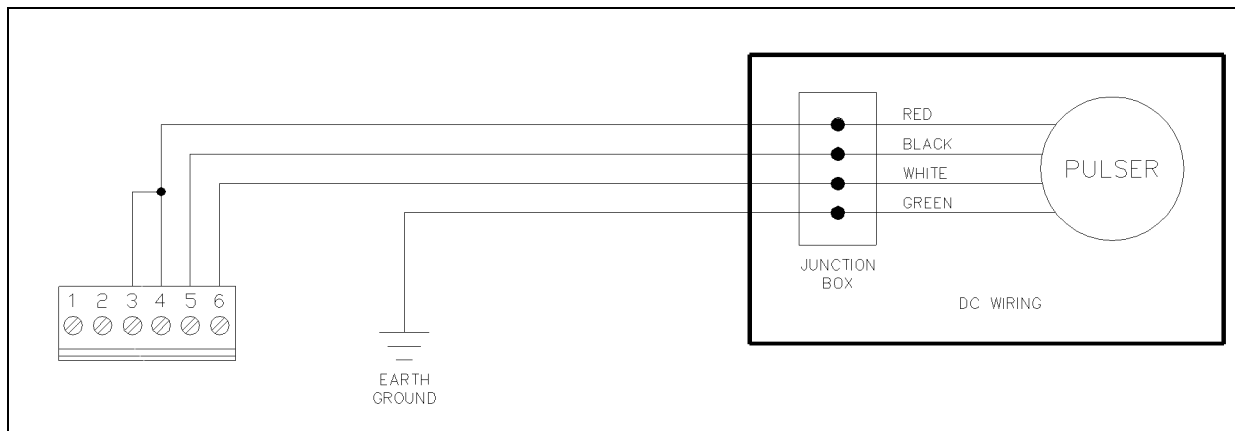 RED
BLACK
WHITE
GREEN
PULSER
JUNCTION
BOX
DC WIRING
1 2 3 4 5 6
EARTH
GROUND